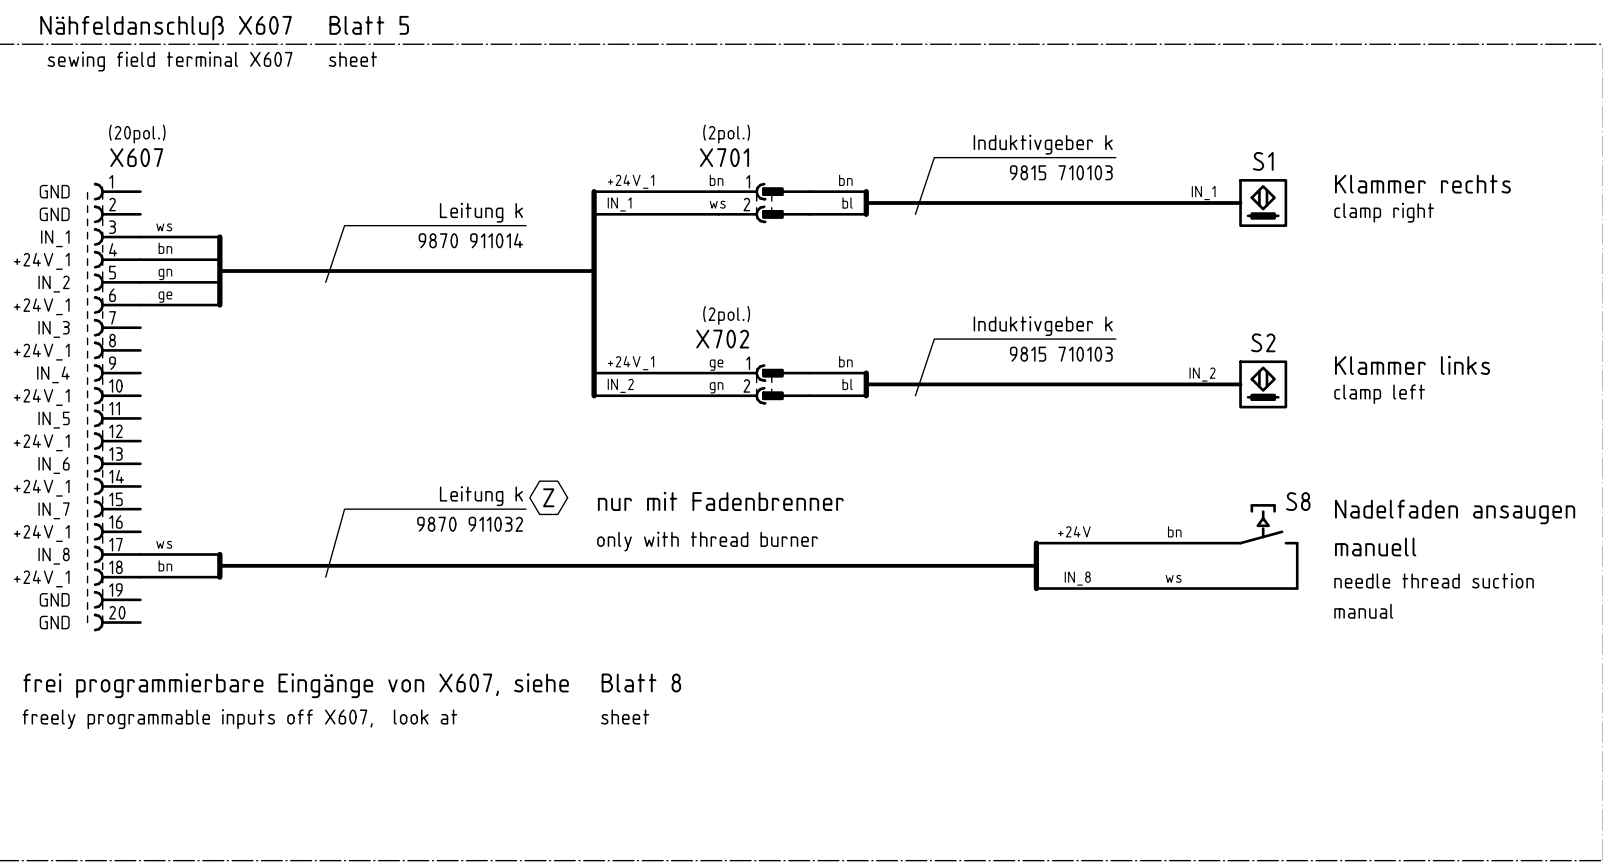 Nähfeldanschluß X607 Blatt 5
sewing field terminal X607 sheet
(20pol.)
X607
GND 1
GND 2
IN_1 3 ws
+24V_1 4 bn
IN_2 5 gn
+24V_1 6 ge
IN_3 7
+24V_1 8
IN_4 9
+24V_1 10
IN_5 11
+24V_1 12
IN_6 13
+24V_1 14
IN_7 15
+24V_1 16
IN_8 17 ws
+24V_1 18 bn
GND 19
GND 20
Leitung k
9870 911014
(2pol.)
X701
+24V_1 bn 1 bn
IN_1 ws 2 bl
Induktivgeber k
9815 710103
IN_1
S1
Klammer rechts
clamp right
(2pol.)
X702
+24V_1 ge 1 bn
IN_2 gn 2 bl
Induktivgeber k
9815 710103
IN_2
S2
Klammer links
clamp left
Leitung k Z
9870 911032
nur mit Fadenbrenner
only with thread burner
+24V bn
IN_8 ws
S8
Nadelfaden ansaugen
manuell
needle thread suction
manual
frei programmierbare Eingänge von X607, siehe Blatt 8
freely programmable inputs off X607, look at sheet